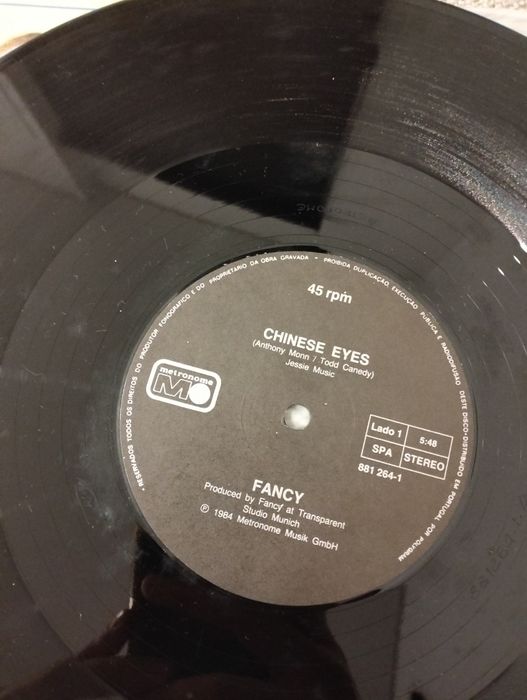 • RESERVADOS TODOS OS DIREITOS DO PRODUTOR FONOGRÁFICO E DO PROPRIETÁRIO DA OBRA GRAVADA - PROIBIDA DUPLICAÇÃO, EXECUÇÃO PÚBLICA E RADIODIFUSÃO DESTE DISCO-DISTRIBUÍDO EM PORTUGAL POR POLYGRAM
45 rpm
CHINESE EYES
(Anthony Monn / Todd Canedy)
Jessie Music
metronome
M
Lado 1 5:48
SPA STEREO
881 264-1
FANCY
Produced by Fancy at Transparent
Studio Munich
℗ 1984 Metronome Musik GmbH